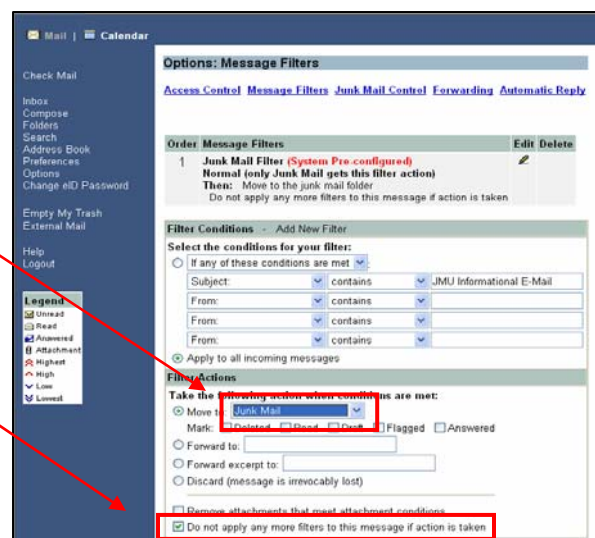 Mail | Calendar
Check Mail
Inbox
Compose
Folders
Search
Address Book
Preferences
Options
Change eID Password
Empty My Trash
External Mail
Help
Logout
Legend
Unread
Read
Answered
Attachment
Highest
High
Low
Lowest
Options: Message Filters
Access Control Message Filters Junk Mail Control Forwarding Automatic Reply
Order Message Filters Edit Delete
1 Junk Mail Filter (System Pre-configured)
Normal (only Junk Mail gets this filter action)
Then: Move to the junk mail folder
Do not apply any more filters to this message if action is taken
Filter Conditions - Add New Filter
Select the conditions for your filter:
If any of these conditions are met :
Subject: contains JMU Informational E-Mail
From: contains
From: contains
From: contains
Apply to all incoming messages
Filter Actions
Take the following action when conditions are met:
Move to: Junk Mail
Mark: Deleted Read Draft Flagged Answered
Forward to:
Forward excerpt to:
Discard (message is irrevocably lost)
Remove attachments that meet attachment conditions
Do not apply any more filters to this message if action is taken